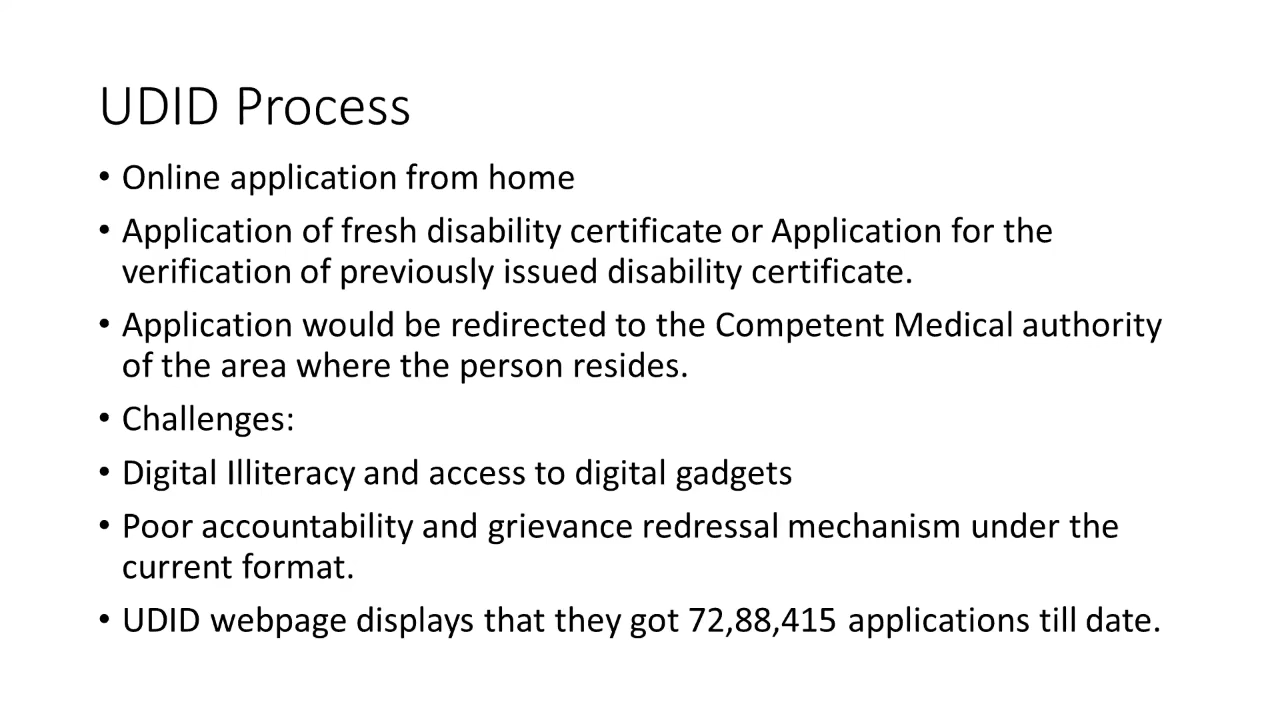 UDID Process
• Online application from home
• Application of fresh disability certificate or Application for the
verification of previously issued disability certificate.
• Application would be redirected to the Competent Medical authority
of the area where the person resides.
• Challenges:
• Digital Illiteracy and access to digital gadgets
• Poor accountability and grievance redressal mechanism under the
current format.
• UDID webpage displays that they got 72,88,415 applications till date.